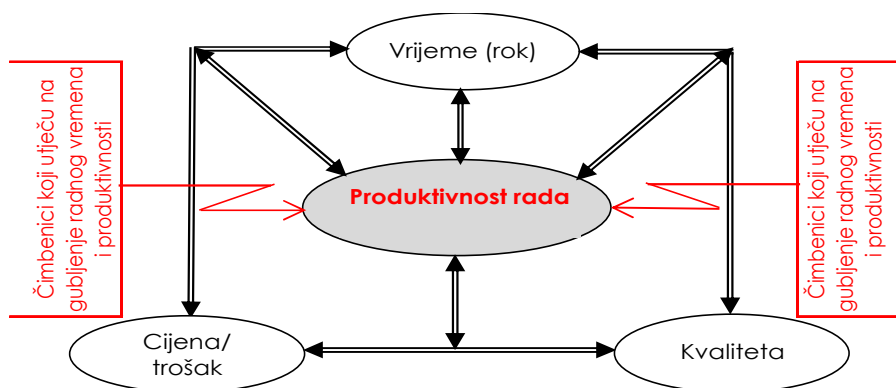 Vrijeme (rok)
Čimbenici koji utječu na
gubljenje radnog vremena
i produktivnosti
Produktivnost rada
Čimbenici koji utječu na
gubljenje radnog vremena
i produktivnosti
Cijena/
trošak
Kvaliteta